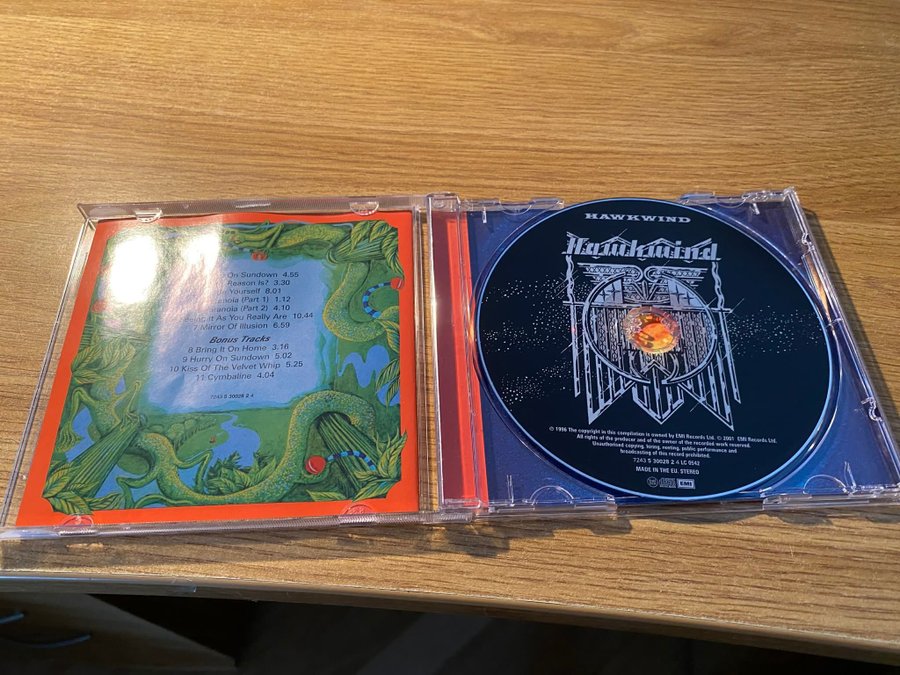 On Sundown 4.55
Reason Is? 3.30
Yourself 8.01
(Part 1) 1.12
(Part 2) 4.10
It As You Really Are 10.44
7 Mirror Of Illusion 6.59
Bonus Tracks
8 Bring It On Home 3.16
9 Hurry On Sundown 5.02
10 Kiss Of The Velvet Whip 5.25
11 Cymbaline 4.04
7243 5 30028 2 4
HAWKWIND
Hawkwind
℗ 1996 The copyright in this compilation is owned by EMI Records Ltd. © 2001 EMI Records Ltd.
All rights of the producer and of the owner of the recorded work reserved.
Unauthorised copying, hiring, renting, public performance and
broadcasting of this record prohibited.
7243 5 30028 2 4 LC 0542
MADE IN THE EU. STEREO
EMI